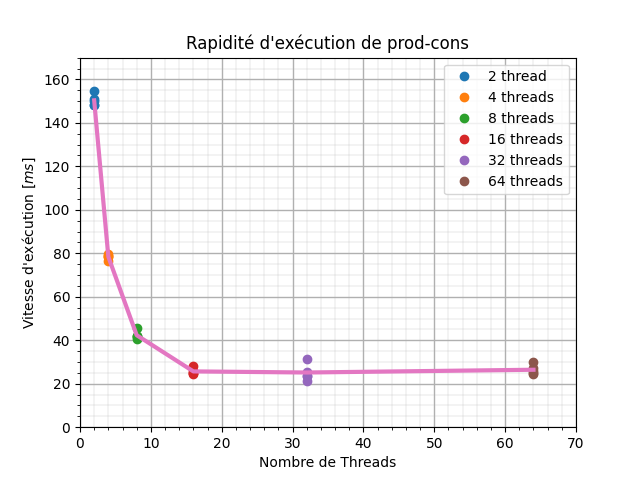 Rapidité d'exécution de prod-cons
2 thread
4 threads
8 threads
16 threads
32 threads
64 threads
Vitesse d'exécution [ms]
160
140
120
100
80
60
40
20
0
0 10 20 30 40 50 60 70
Nombre de Threads